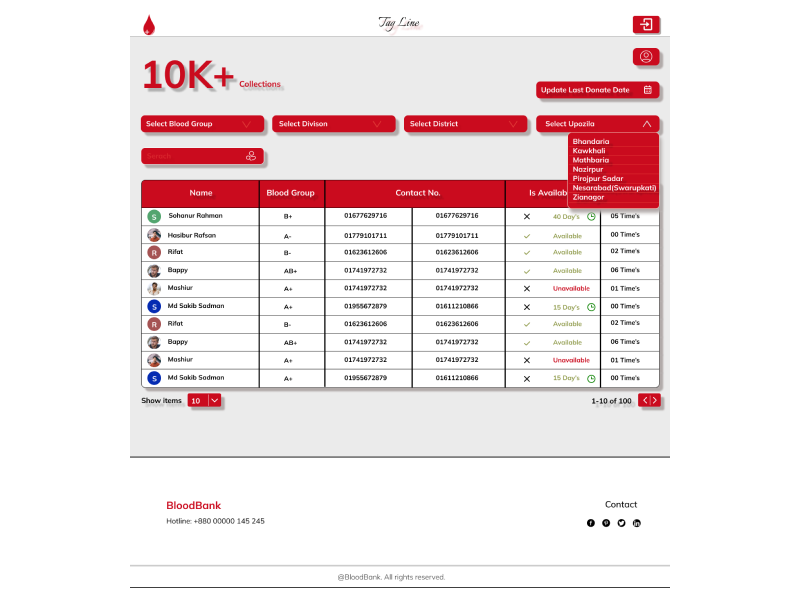 Tag Line
10K+ Collections
Update Last Donate Date
Select Blood Group
Select Divison
Select District
Select Upazila
Bhandaria
Kawkhali
Mathbaria
Nazirpur
Pirojpur Sadar
Nesarabad(Swarupkati)
Zianagor
Search
Name Blood Group Contact No. Is Availab
S Sohanur Rahman B+ 01677629716 01677629716 40 Day's 05 Time's
Hasibur Rafsan A- 01779101711 01779101711 Available 00 Time's
R Rifat B- 01623612606 01623612606 Available 02 Time's
Bappy AB+ 01741972732 01741972732 Available 06 Time's
Mashiur A+ 01741972732 01741972732 Unavailable 01 Time's
S Md Sakib Sadman A+ 01955672879 01611210866 15 Day's 00 Time's
R Rifat B- 01623612606 01623612606 Available 02 Time's
Bappy AB+ 01741972732 01741972732 Available 06 Time's
Mashiur A+ 01741972732 01741972732 Unavailable 01 Time's
S Md Sakib Sadman A+ 01955672879 01611210866 15 Day's 00 Time's
Show items 10
1-10 of 100
BloodBank
Hotline: +880 00000 145 245
Contact
@BloodBank. All rights reserved.